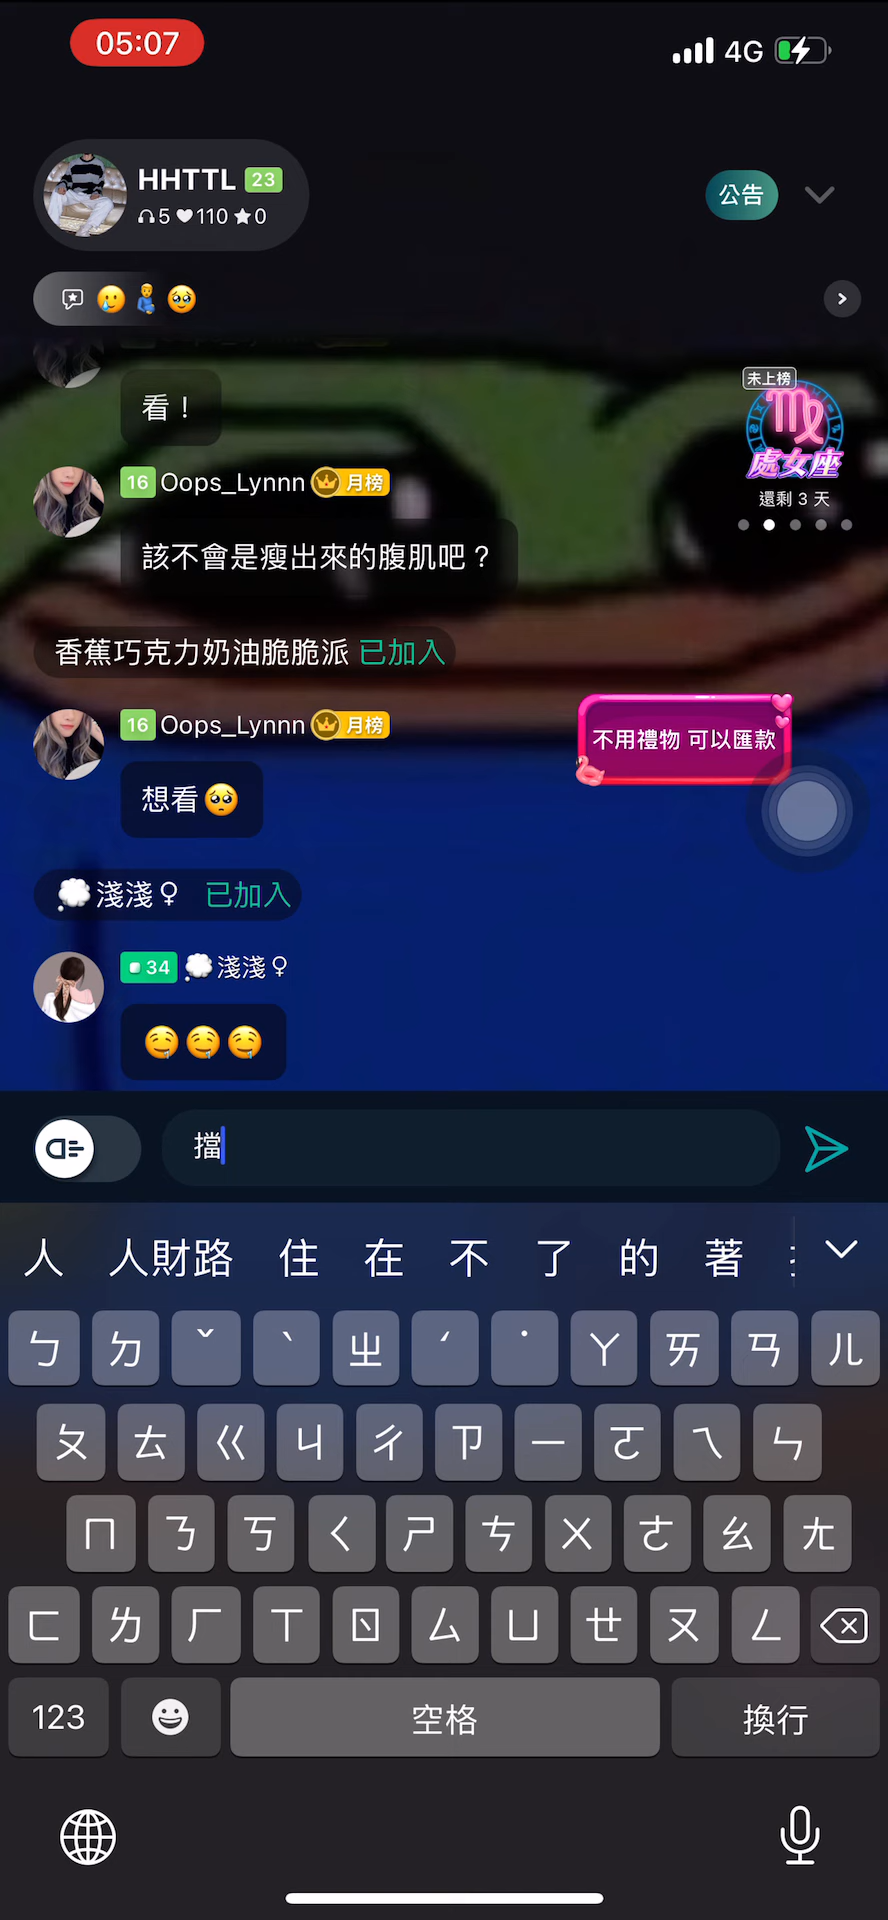 05:07
4G
HHTTL 23
5 110 0
公告
看！
未上榜
處女座
還剩 3 天
16 Oops_Lynnn 月榜
該不會是瘦出來的腹肌吧？
香蕉巧克力奶油脆脆派 已加入
16 Oops_Lynnn 月榜
不用禮物 可以匯款
想看🥺
💭淺淺♀ 已加入
34 💭淺淺♀
🤤🤤🤤
擋
人 人財路 住 在 不 了 的 著
ㄅ ㄉ ˇ ˋ ㄓ ˊ ˙ ㄚ ㄞ ㄢ ㄦ
ㄆ ㄊ ㄍ ㄐ ㄔ ㄗ ㄧ ㄛ ㄟ ㄣ
ㄇ ㄋ ㄎ ㄑ ㄕ ㄘ ㄨ ㄜ ㄠ ㄤ
ㄈ ㄌ ㄏ ㄒ ㄖ ㄙ ㄩ ㄝ ㄡ ㄥ
123 空格 換行